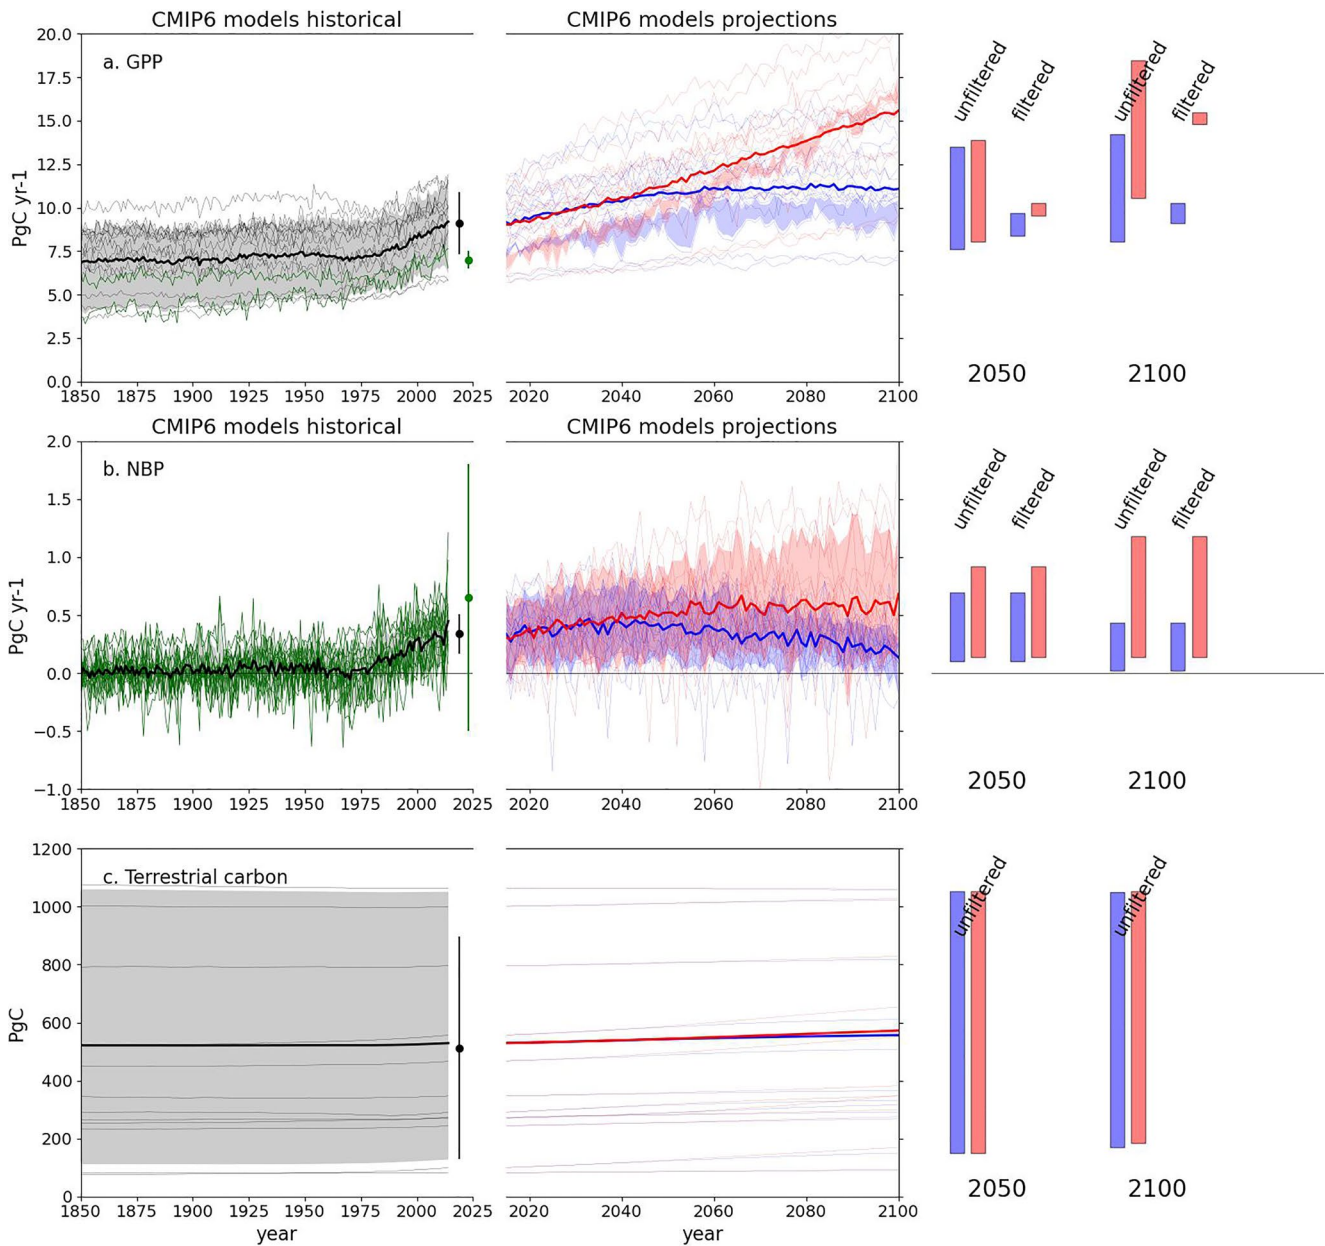 CMIP6 models historical
CMIP6 models projections
20.0
17.5
15.0
12.5
10.0
7.5
5.0
2.5
0.0
PgC yr-1
a. GPP
1850 1875 1900 1925 1950 1975 2000 2025
2020 2040 2060 2080 2100
unfiltered
filtered
unfiltered
filtered
2050
2100
CMIP6 models historical
CMIP6 models projections
2.0
1.5
1.0
0.5
0.0
−0.5
−1.0
PgC yr-1
b. NBP
1850 1875 1900 1925 1950 1975 2000 2025
2020 2040 2060 2080 2100
unfiltered
filtered
unfiltered
filtered
2050
2100
1200
1000
800
600
400
200
0
PgC
c. Terrestrial carbon
1850 1875 1900 1925 1950 1975 2000 2025
year
2020 2040 2060 2080 2100
year
unfiltered
unfiltered
2050
2100